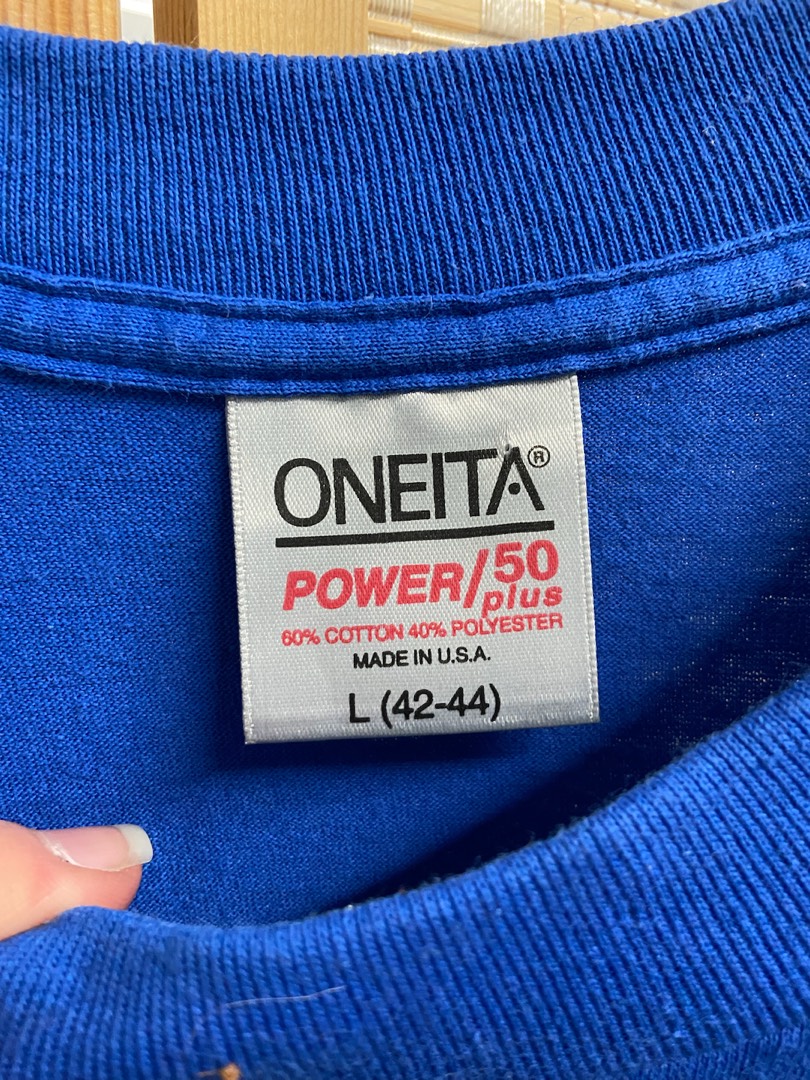 ONEITA®
POWER/50
plus
60% COTTON 40% POLYESTER
MADE IN U.S.A.
L (42-44)